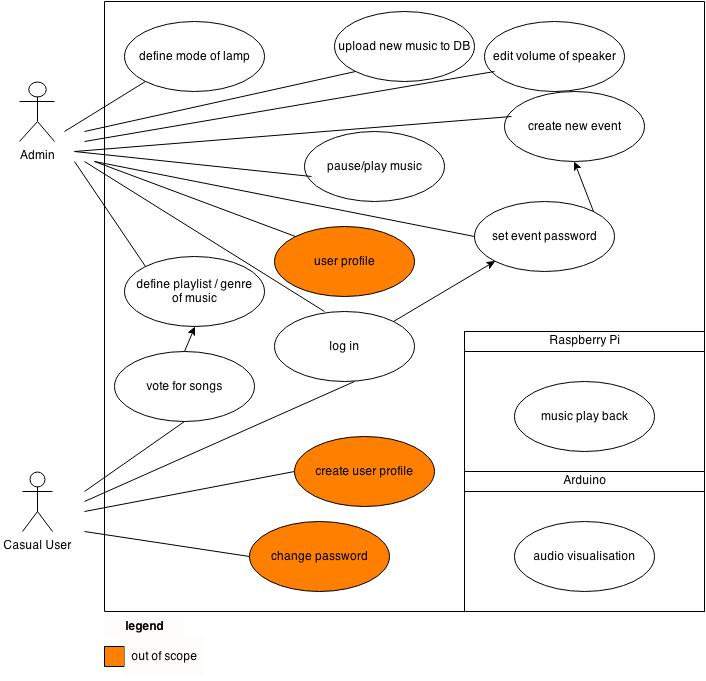 define mode of lamp
upload new music to DB
edit volume of speaker
create new event
Admin
pause/play music
set event password
user profile
define playlist / genre
of music
log in
Raspberry Pi
vote for songs
music play back
create user profile
Arduino
Casual User
change password
audio visualisation
legend
out of scope